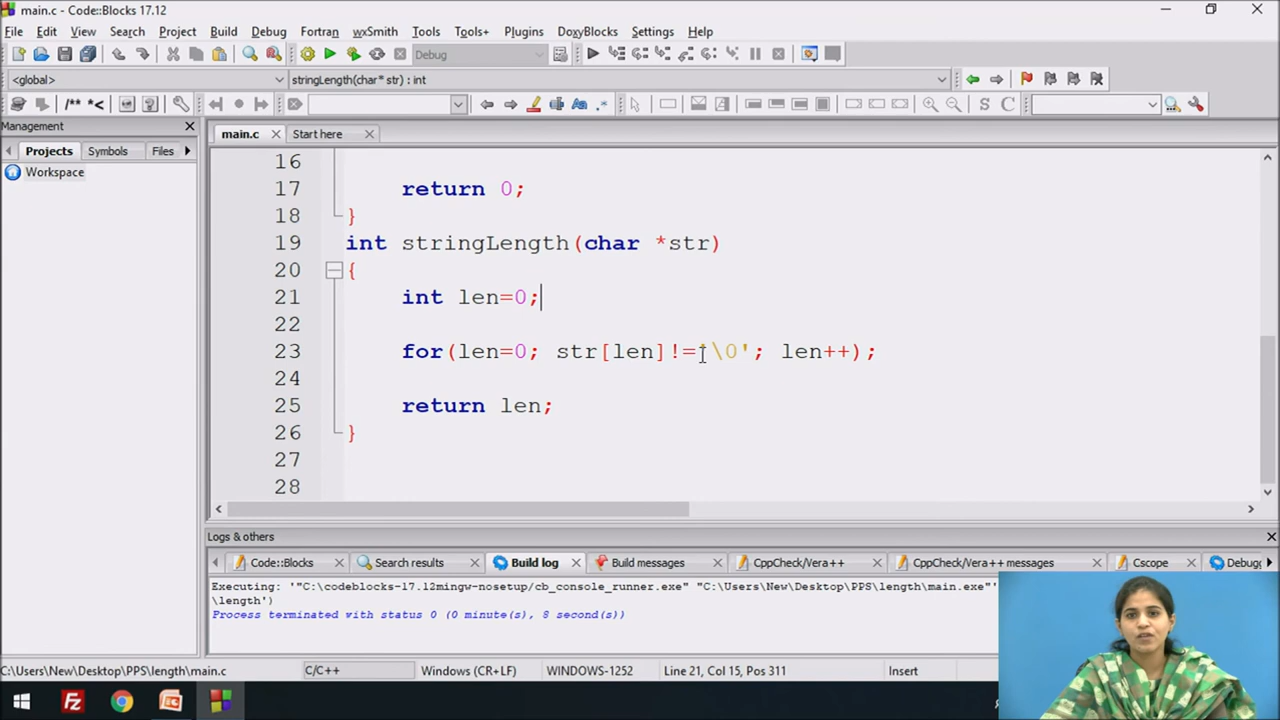 main.c - Code::Blocks 17.12
File Edit View Search Project Build Debug Fortran wxSmith Tools Tools+ Plugins DoxyBlocks Settings Help
Debug
<global> stringLength(char* str) : int
/** *< Aa .* S C
Management
main.c Start here
Projects Symbols Files
Workspace
16
17 return 0;
18 }
19 int stringLength(char *str)
20 {
21 int len=0;
22
23 for(len=0; str[len]!='\0'; len++);
24
25 return len;
26 }
27
28
Logs & others
Code::Blocks Search results Build log Build messages CppCheck/Vera++ CppCheck/Vera++ messages Cscope Debugg
Executing: '"C:\codeblocks-17.12mingw-nosetup/cb_console_runner.exe" "C:\Users\New\Desktop\PPS\length\main.exe"'
\length')
Process terminated with status 0 (0 minute(s), 8 second(s))
C:\Users\New\Desktop\PPS\length\main.c C/C++ Windows (CR+LF) WINDOWS-1252 Line 21, Col 15, Pos 311 Insert